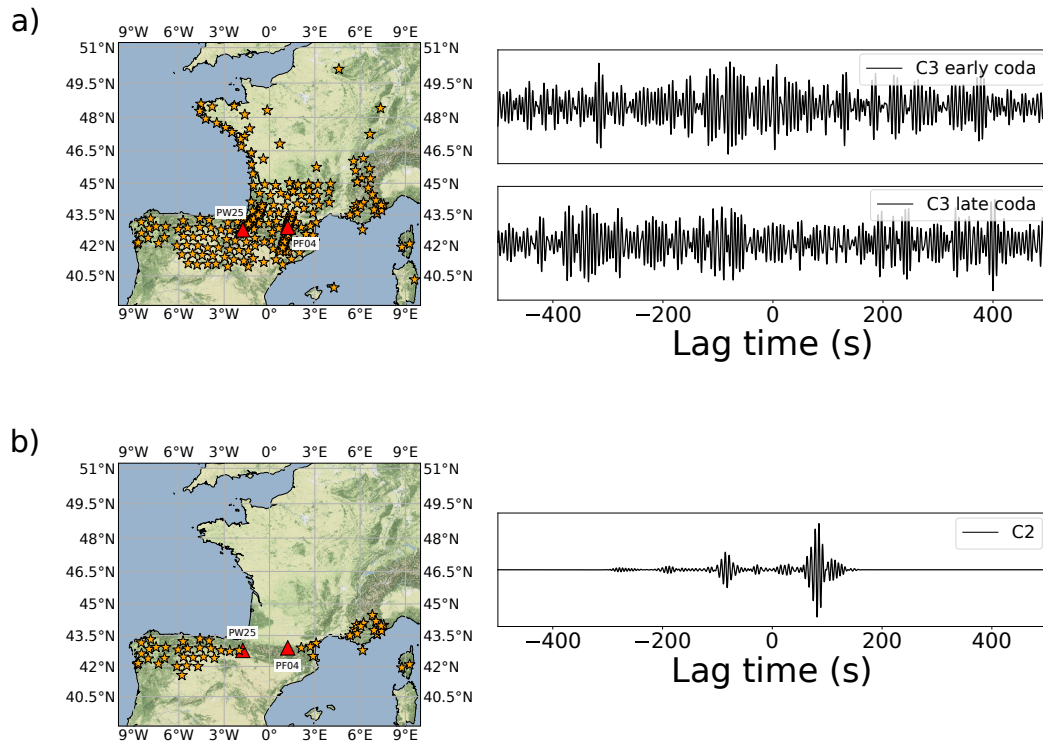 a)
9°W 6°W 3°W 0° 3°E 6°E 9°E
51°N 51°N
49.5°N 49.5°N
48°N 48°N
46.5°N 46.5°N
45°N 45°N
43.5°N 43.5°N
42°N 42°N
40.5°N 40.5°N
9°W 6°W 3°W 0° 3°E 6°E 9°E
PW25
PF04
C3 early coda
C3 late coda
−400 −200 0 200 400
Lag time (s)
b)
9°W 6°W 3°W 0° 3°E 6°E 9°E
51°N 51°N
49.5°N 49.5°N
48°N 48°N
46.5°N 46.5°N
45°N 45°N
43.5°N 43.5°N
42°N 42°N
40.5°N 40.5°N
9°W 6°W 3°W 0° 3°E 6°E 9°E
PW25
PF04
C2
−400 −200 0 200 400
Lag time (s)